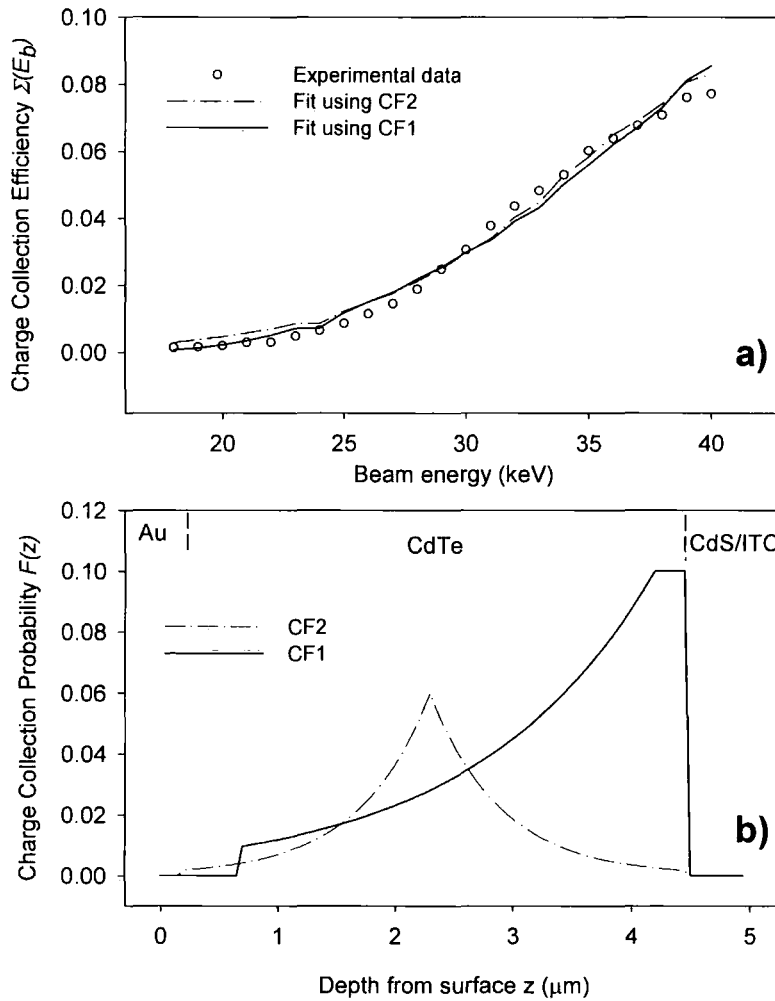 Charge Collection Efficiency Σ(E_b)
0.10
0.08
0.06
0.04
0.02
0.00
Experimental data
Fit using CF2
Fit using CF1
a)
20 25 30 35 40
Beam energy (keV)
Charge Collection Probability F(z)
0.12
0.10
0.08
0.06
0.04
0.02
0.00
Au CdTe CdS/ITO
CF2
CF1
b)
0 1 2 3 4 5
Depth from surface z (μm)